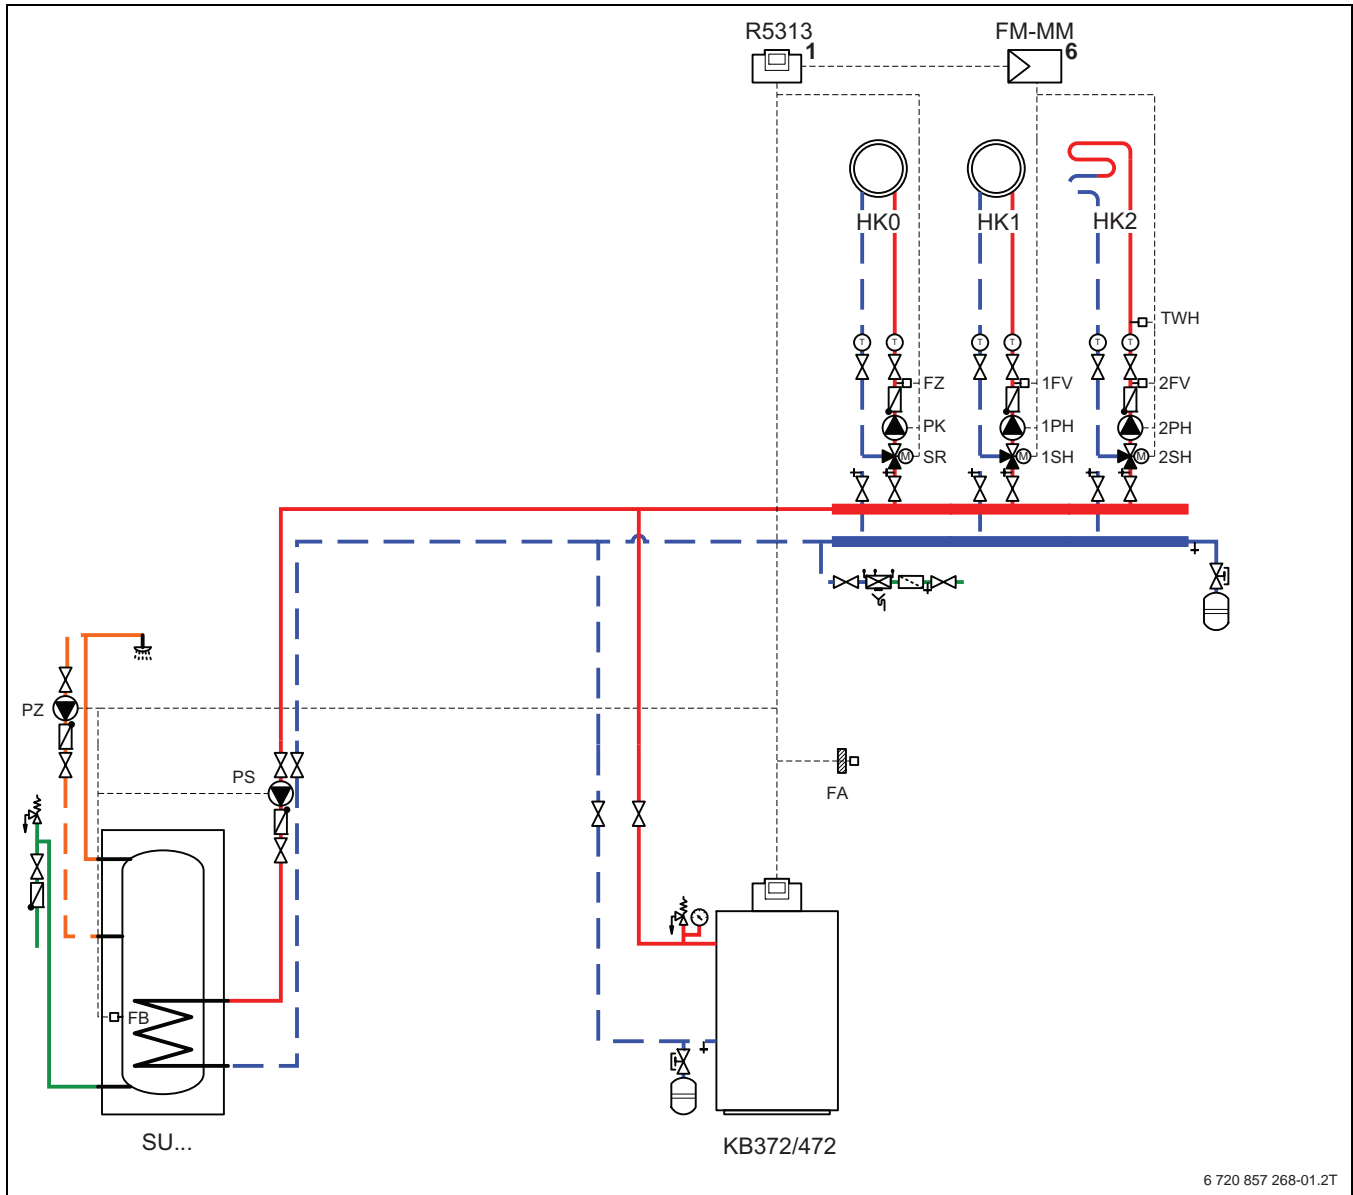 R5313
1
FM-MM
6
HK0
HK1
HK2
TWH
T
T
T
T
T
T
FZ
1FV
2FV
PK
1PH
2PH
M
SR
M
1SH
M
2SH
PZ
PS
FA
FB
SU...
KB372/472
6 720 857 268-01.2T